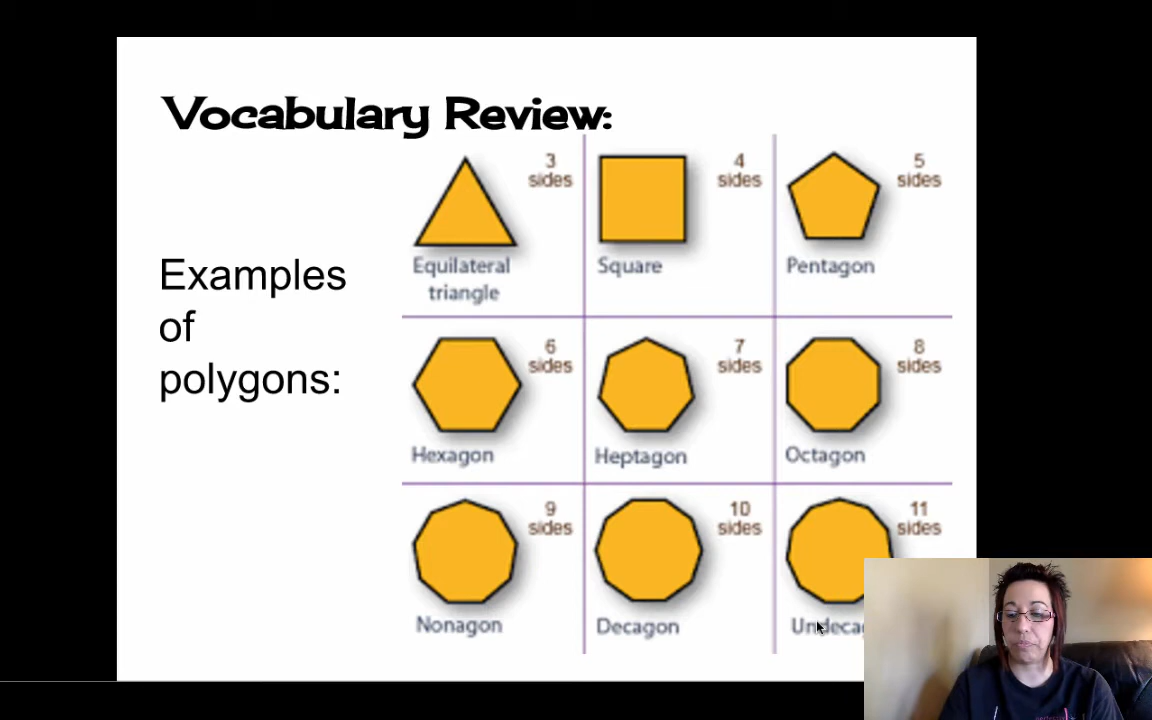 Vocabulary Review:
Examples
of
polygons:
3
sides
Equilateral
triangle
4
sides
Square
5
sides
Pentagon
6
sides
Hexagon
7
sides
Heptagon
8
sides
Octagon
9
sides
Nonagon
10
sides
Decagon
11
sides